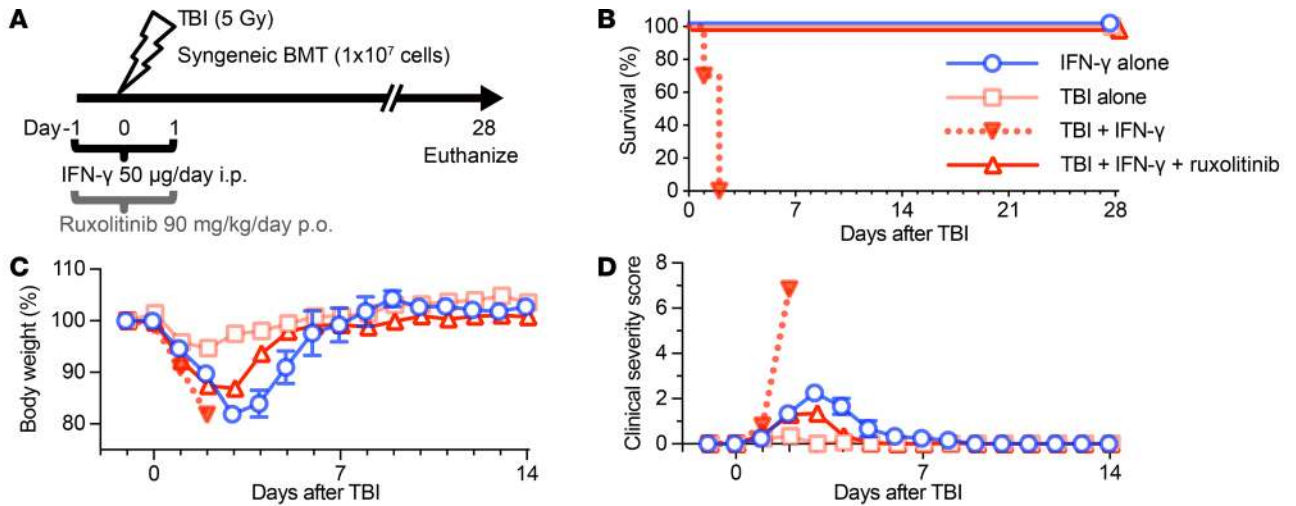 A
TBI (5 Gy)
Syngeneic BMT (1x10⁷ cells)
Day -1 0 1 28
Euthanize
IFN-γ 50 μg/day i.p.
Ruxolitinib 90 mg/kg/day p.o.
B
Survival (%)
100
80
60
40
20
0
0 7 14 21 28
Days after TBI
IFN-γ alone
TBI alone
TBI + IFN-γ
TBI + IFN-γ + ruxolitinib
C
Body weight (%)
110
100
90
80
0 7 14
Days after TBI
D
Clinical severity score
8
6
4
2
0
0 7 14
Days after TBI